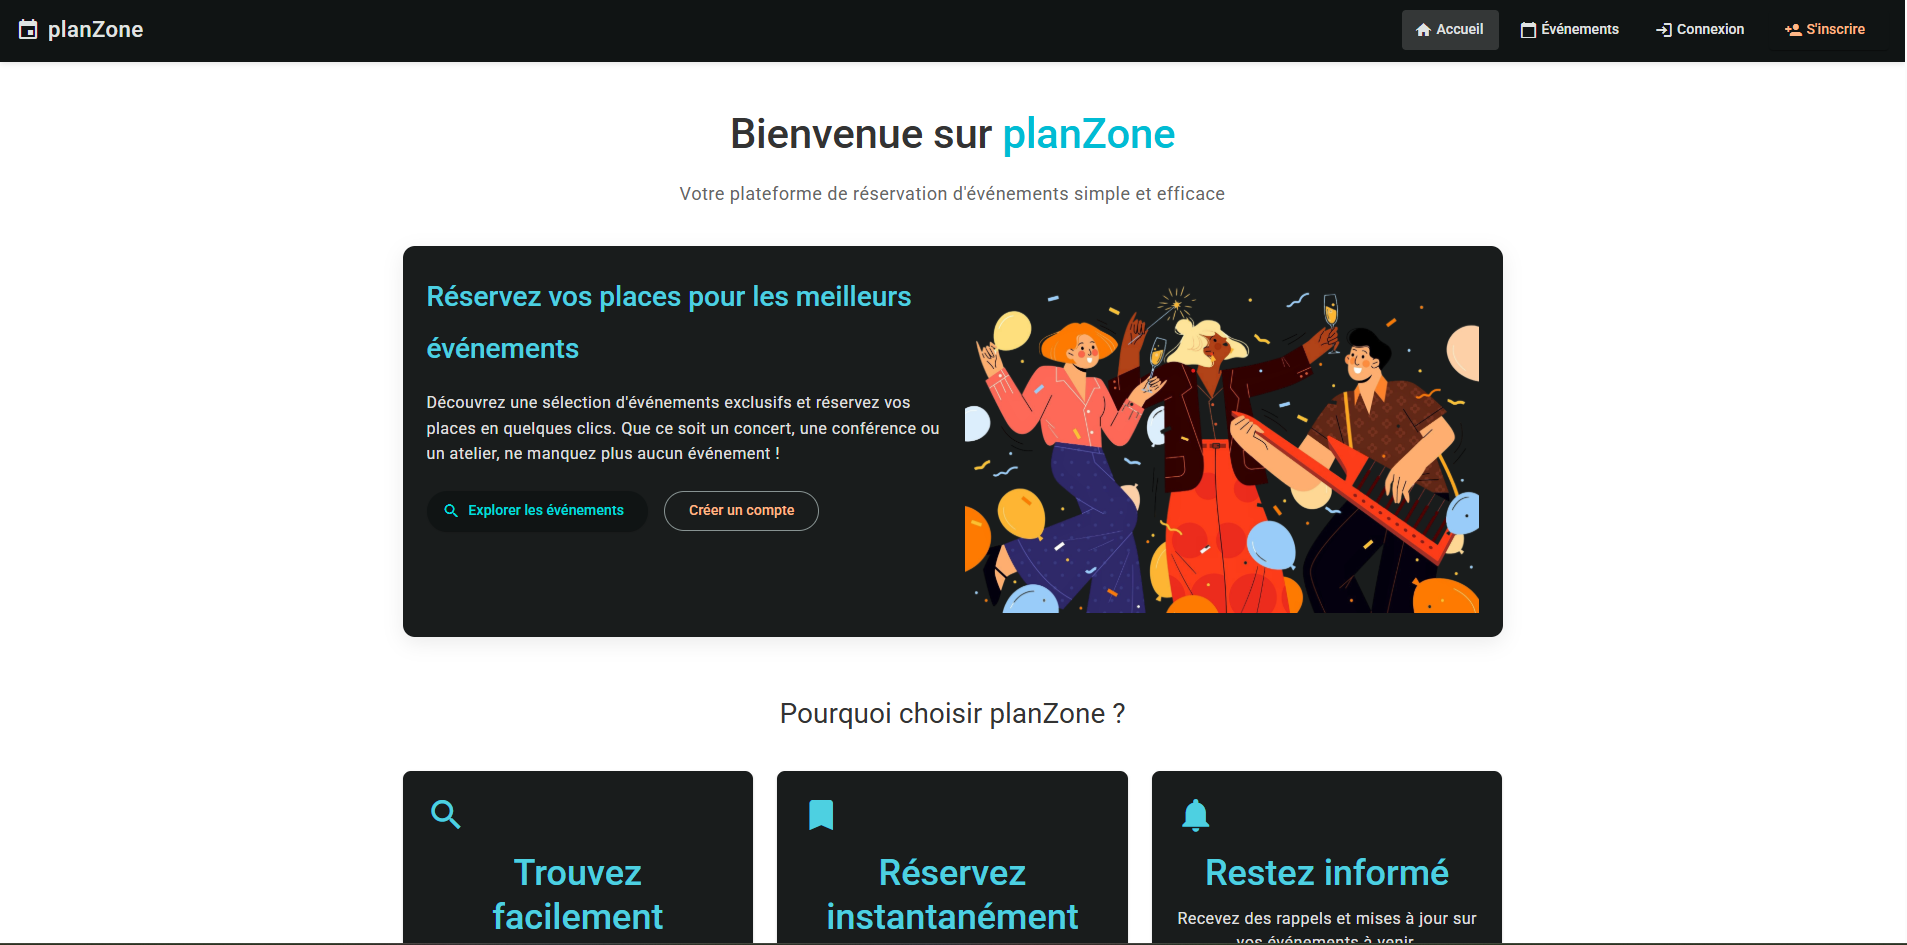 planZone
Accueil
Événements
Connexion
S'inscrire
Bienvenue sur planZone
Votre plateforme de réservation d'événements simple et efficace
Réservez vos places pour les meilleurs
événements
Découvrez une sélection d'événements exclusifs et réservez vos
places en quelques clics. Que ce soit un concert, une conférence ou
un atelier, ne manquez plus aucun événement !
Explorer les événements
Créer un compte
Pourquoi choisir planZone ?
Trouvez
facilement
Réservez
instantanément
Restez informé
Recevez des rappels et mises à jour sur
vos événements à venir